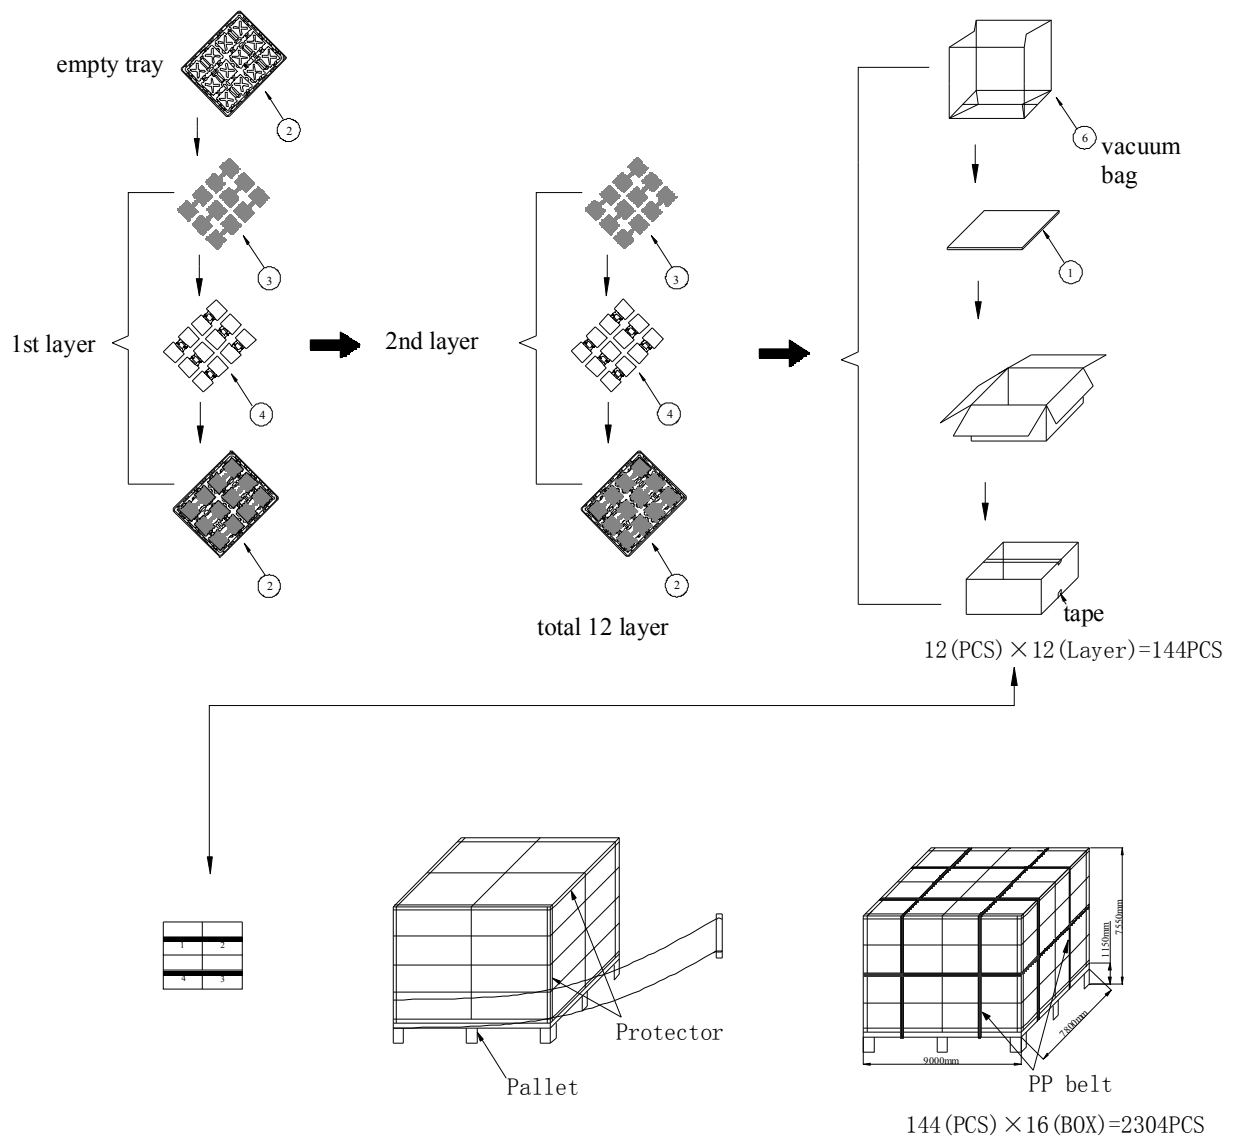 empty tray
2
3
1st layer
4
2
3
2nd layer
4
2
total 12 layer
6
vacuum
bag
1
tape
12(PCS)×12(Layer)=144PCS
1 2
4 3
Protector
Pallet
7550mm
1150mm
7800mm
9000mm
PP belt
144(PCS)×16(BOX)=2304PCS